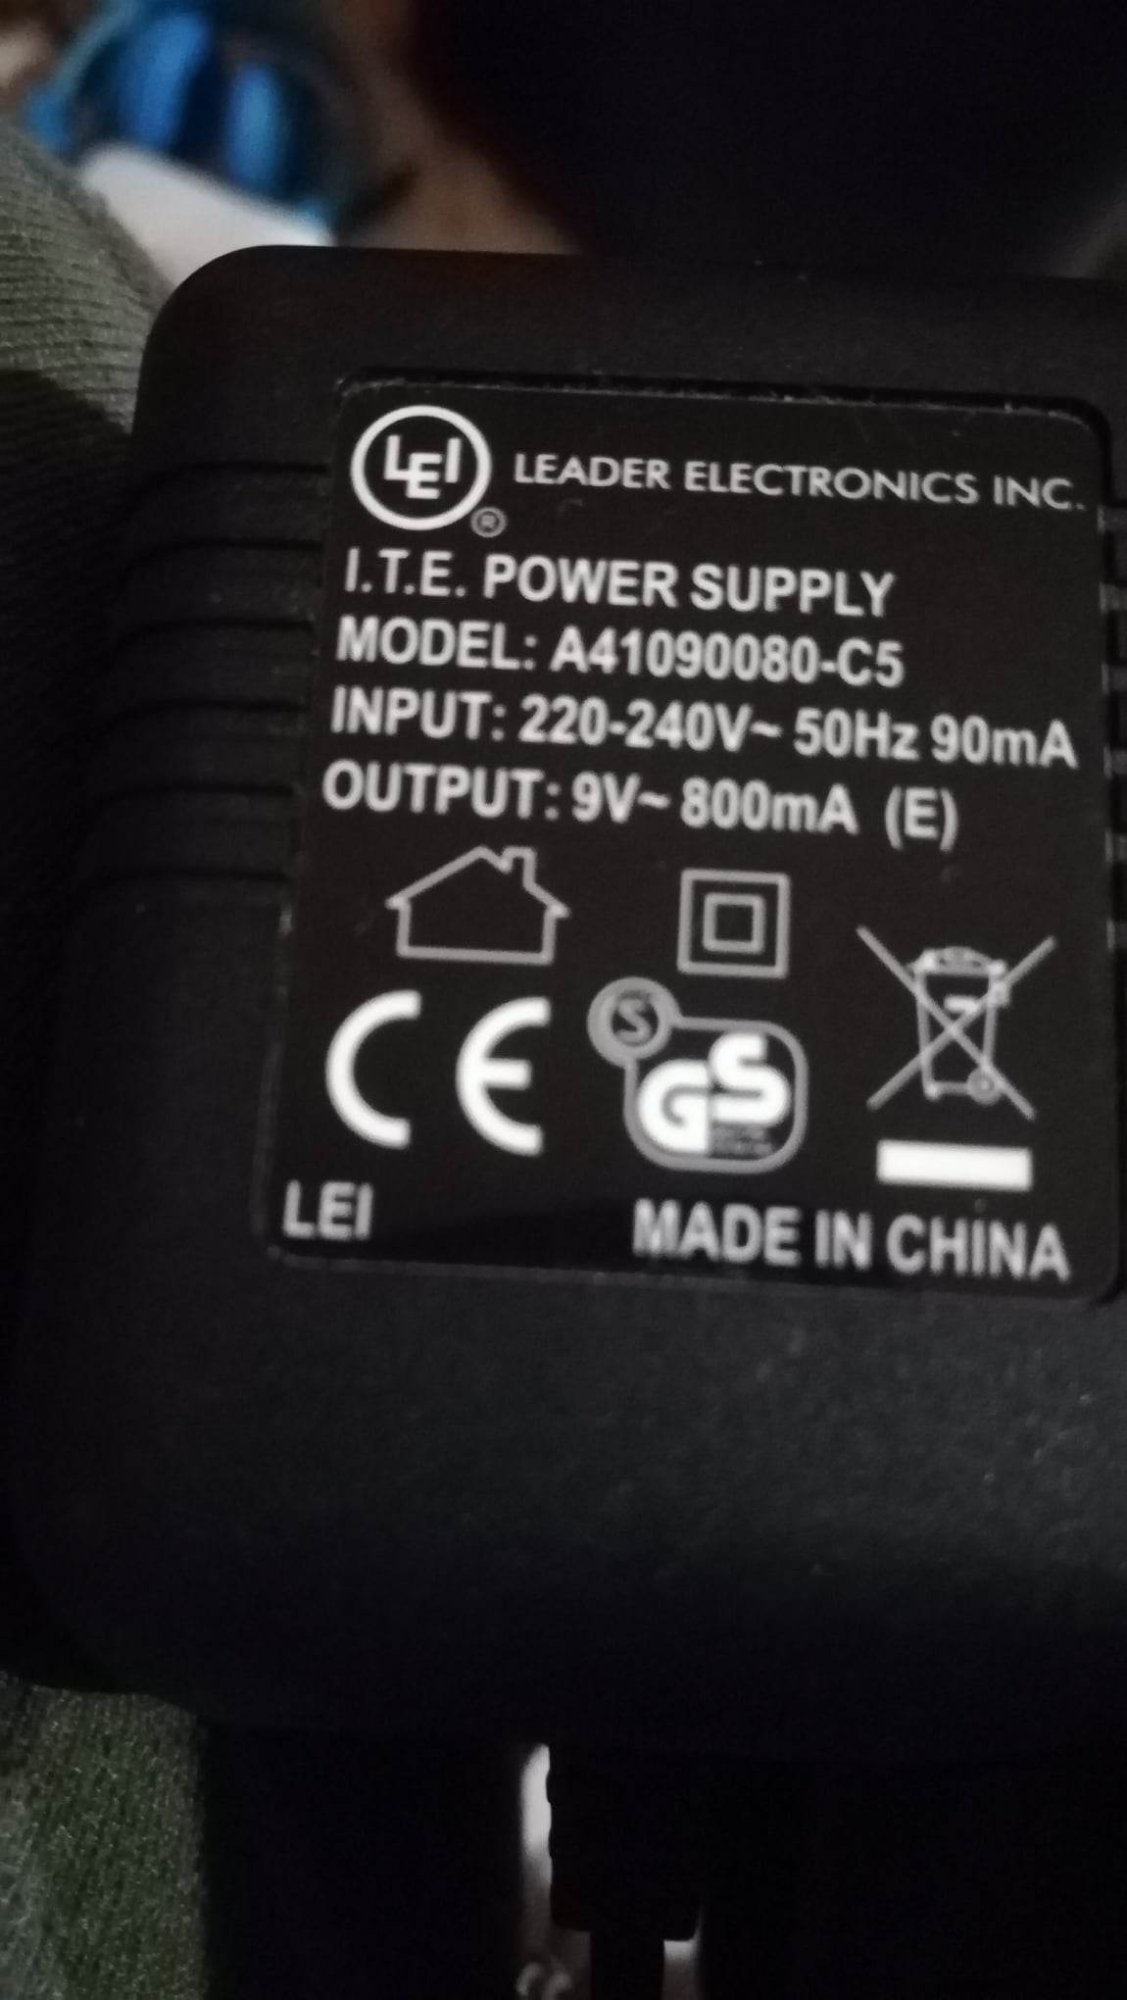 LEI® LEADER ELECTRONICS INC.
I.T.E. POWER SUPPLY
MODEL: A41090080-C5
INPUT: 220-240V~ 50Hz 90mA
OUTPUT: 9V~ 800mA (E)
CE S GS
LEI MADE IN CHINA